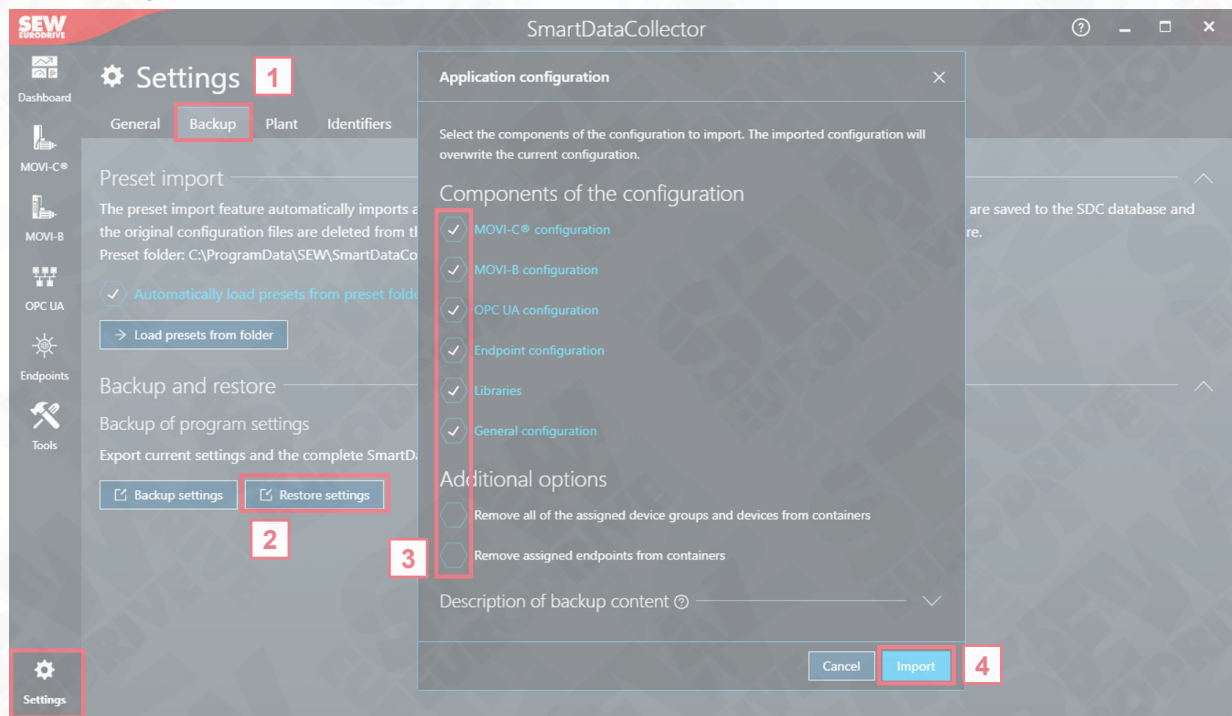 SEW
EURODRIVE
SmartDataCollector
Dashboard
MOVI-C®
MOVI-B
OPC UA
Endpoints
Tools
Settings
Settings
1
General Backup Plant Identifiers
Preset import
The preset import feature automatically imports a
are saved to the SDC database and
the original configuration files are deleted from t
re.
Preset folder: C:\ProgramData\SEW\SmartDataCo
Automatically load presets from preset folde
Load presets from folder
Backup and restore
Backup of program settings
Export current settings and the complete SmartDa
Backup settings
Restore settings
2
Application configuration
Select the components of the configuration to import. The imported configuration will
overwrite the current configuration.
Components of the configuration
MOVI-C® configuration
MOVI-B configuration
OPC UA configuration
Endpoint configuration
Libraries
General configuration
Additional options
Remove all of the assigned device groups and devices from containers
Remove assigned endpoints from containers
3
Description of backup content
Cancel
Import
4